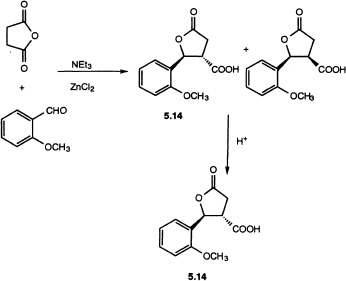 O
O
O
+
CHO
OCH3
NEt3
ZnCl2
O
O
COOH
OCH3
5.14
+
O
O
COOH
OCH3
H+
O
O
COOH
OCH3
5.14